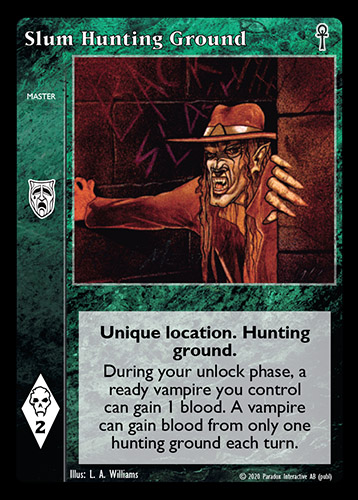 Slum Hunting Ground
MASTER
Unique location. Hunting
ground.
During your unlock phase, a
ready vampire you control
can gain 1 blood. A vampire
can gain blood from only one
hunting ground each turn.
2
Illus: L. A. Williams
© 2020 Paradox Interactive AB (publ)